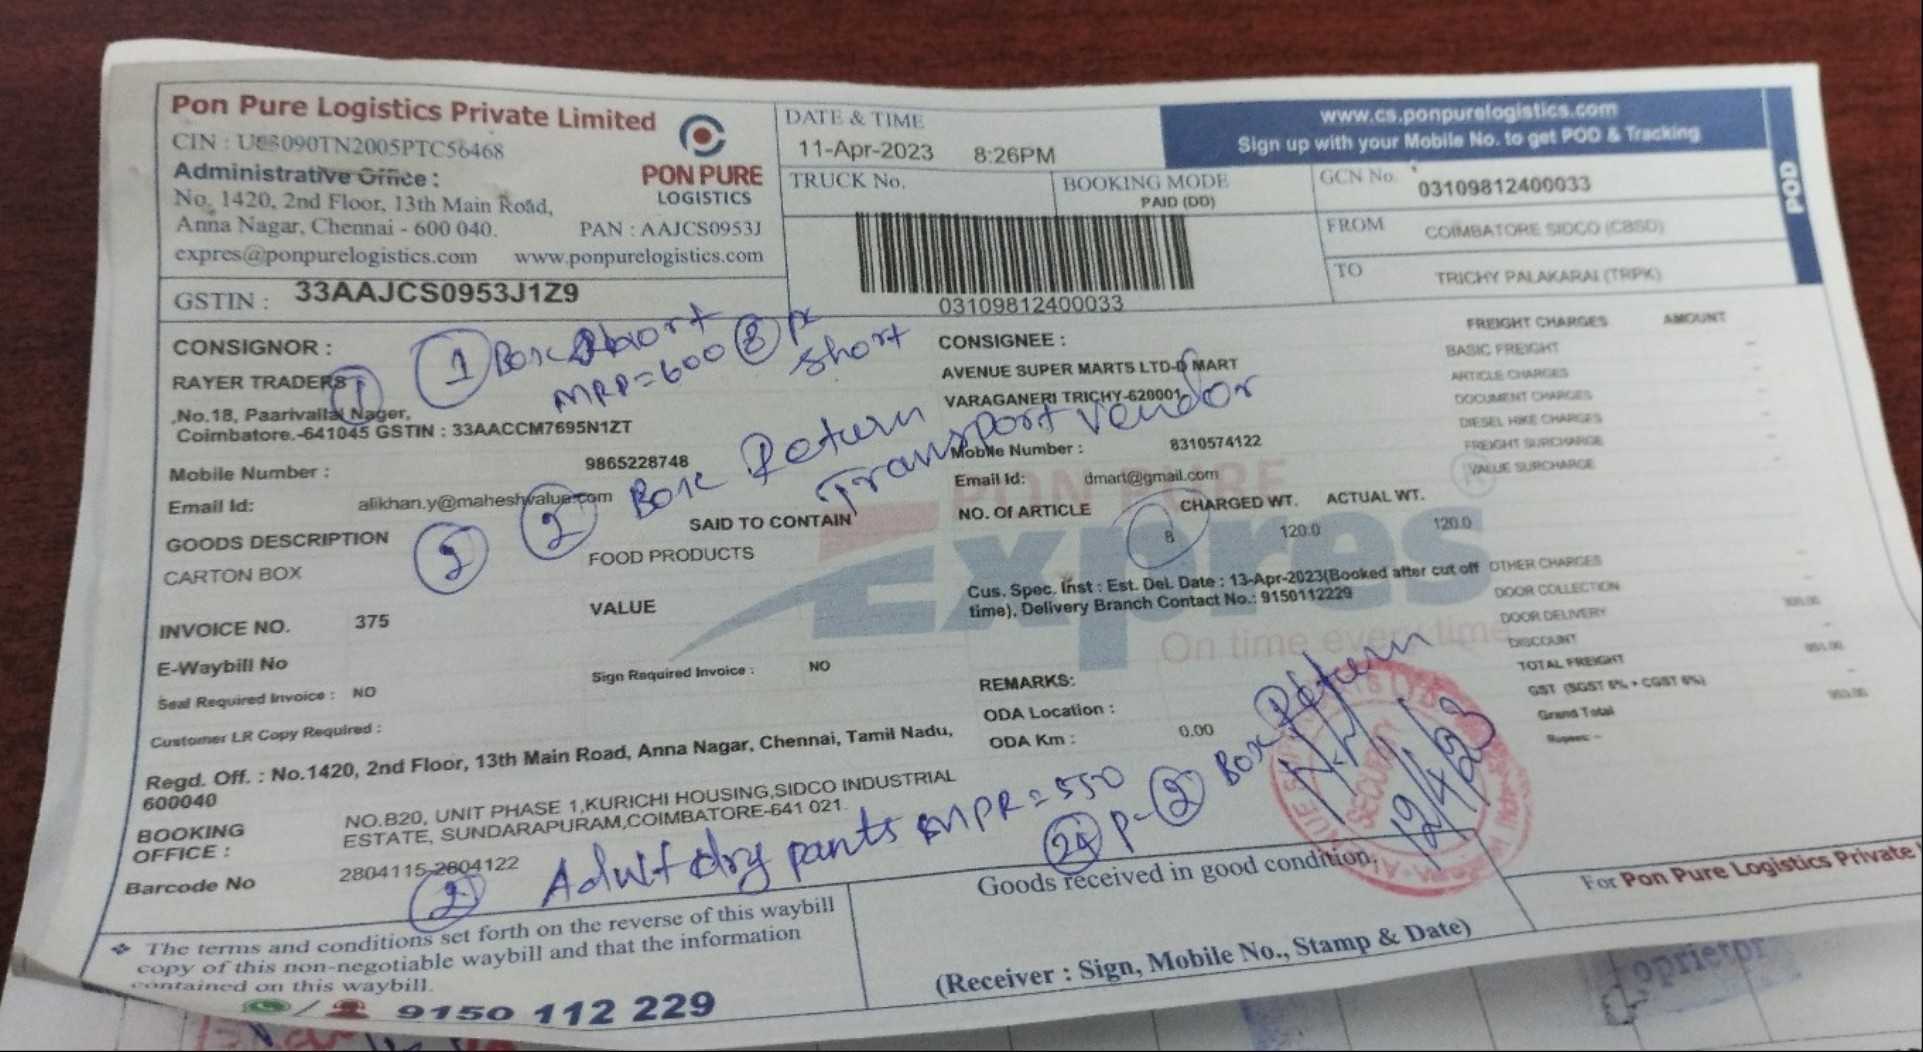 Pon Pure Logistics Private Limited
CIN : U63090TN2005PTC56468
Administrative Office :
No. 1420, 2nd Floor, 13th Main Road,
Anna Nagar, Chennai - 600 040.
PAN : AAJCS0953J
expres@ponpurelogistics.com www.ponpurelogistics.com
PON PURE
LOGISTICS
GSTIN : 33AAJCS0953J1Z9
DATE & TIME
11-Apr-2023 8:26PM
TRUCK No.
BOOKING MODE
PAID (DD)
03109812400033
www.cs.ponpurelogistics.com
Sign up with your Mobile No. to get POD & Tracking
POD
GCN No. 03109812400033
FROM COIMBATORE SIDCO (CBSD)
TO TRICHY PALAKARAI (TRPK)
CONSIGNOR :
RAYER TRADERS
,No.18, Paarivallal Nager,
Coimbatore.-641045 GSTIN : 33AACCM7695N1ZT
Mobile Number : 9865228748
Email Id: alikhan.y@maheshvalue.com
1 Box Short
MRP=600 8 P
Short
2 2 Box Return
Transport Vendor
CONSIGNEE :
AVENUE SUPER MARTS LTD-D MART
VARAGANERI TRICHY-620001
Mobile Number : 8310574122
Email Id: dmart@gmail.com
FREIGHT CHARGES AMOUNT
BASIC FREIGHT
ARTICLE CHARGES
DOCUMENT CHARGES
DIESEL HIKE CHARGES
FREIGHT SURCHARGE
VALUE SURCHARGE
GOODS DESCRIPTION SAID TO CONTAIN
CARTON BOX FOOD PRODUCTS
NO. Of ARTICLE CHARGED WT. ACTUAL WT.
8 120.0 120.0
PON PURE
Expres
On time every time
INVOICE NO. 375 VALUE
E-Waybill No
Seal Required Invoice : NO Sign Required Invoice : NO
Customer LR Copy Required :
Cus. Spec. Inst : Est. Del. Date : 13-Apr-2023(Booked after cut off
time), Delivery Branch Contact No.: 9150112229
REMARKS:
ODA Location :
ODA Km : 0.00
OTHER CHARGES
DOOR COLLECTION
DOOR DELIVERY
DISCOUNT
TOTAL FREIGHT
GST (SGST 6% + CGST 6%)
Grand Total
Rupees: -
Regd. Off. : No.1420, 2nd Floor, 13th Main Road, Anna Nagar, Chennai, Tamil Nadu,
600040
BOOKING
OFFICE :
NO.B20, UNIT PHASE 1,KURICHI HOUSING,SIDCO INDUSTRIAL
ESTATE, SUNDARAPURAM,COIMBATORE-641 021.
Barcode No 2804115-2804122
2 Adult dry pants MPR=550
24 P-2 Box Return
12/4/23
SECURITY
Goods received in good condition,
(Receiver : Sign, Mobile No., Stamp & Date)
For Pon Pure Logistics Private
The terms and conditions set forth on the reverse of this waybill
copy of this non-negotiable waybill and that the information
contained on this waybill.
9150 112 229